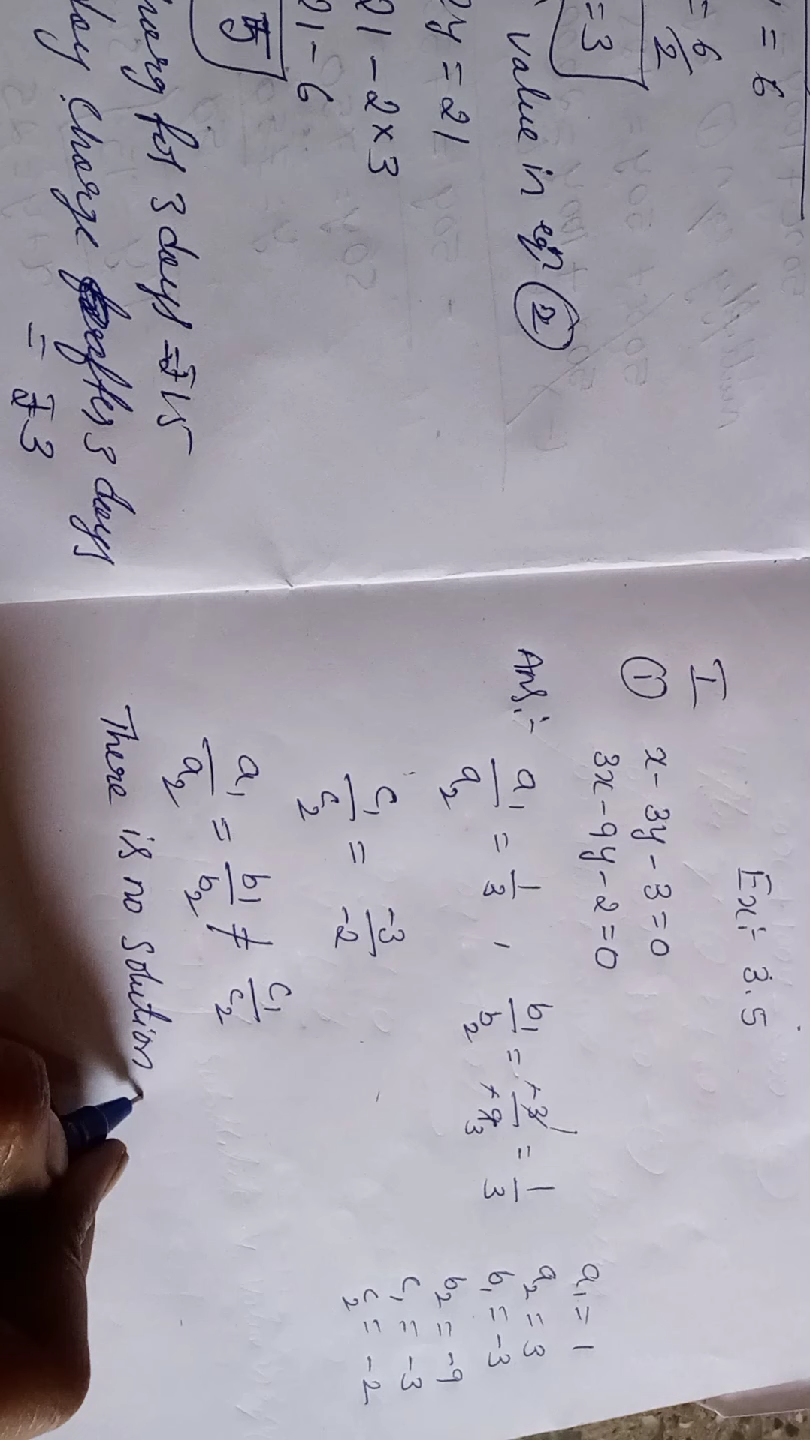 = 6
= 6/2
= 3
value in eqn (2)
2y = 21
21 - 2×3
21 - 6
for 3 days = ₹15
day charge after 3 days
= ₹3
Ex:- 3.5
I
(1) x - 3y - 3 = 0
3x - 9y - 2 = 0
Ans:- a₁/a₂ = 1/3 , b₁/b₂ = -3/-9 = 1/3
c₁/c₂ = -3/-2
a₁/a₂ = b₁/b₂ ≠ c₁/c₂
There is no solution
a₁ = 1
a₂ = 3
b₁ = -3
b₂ = -9
c₁ = -3
c₂ = -2